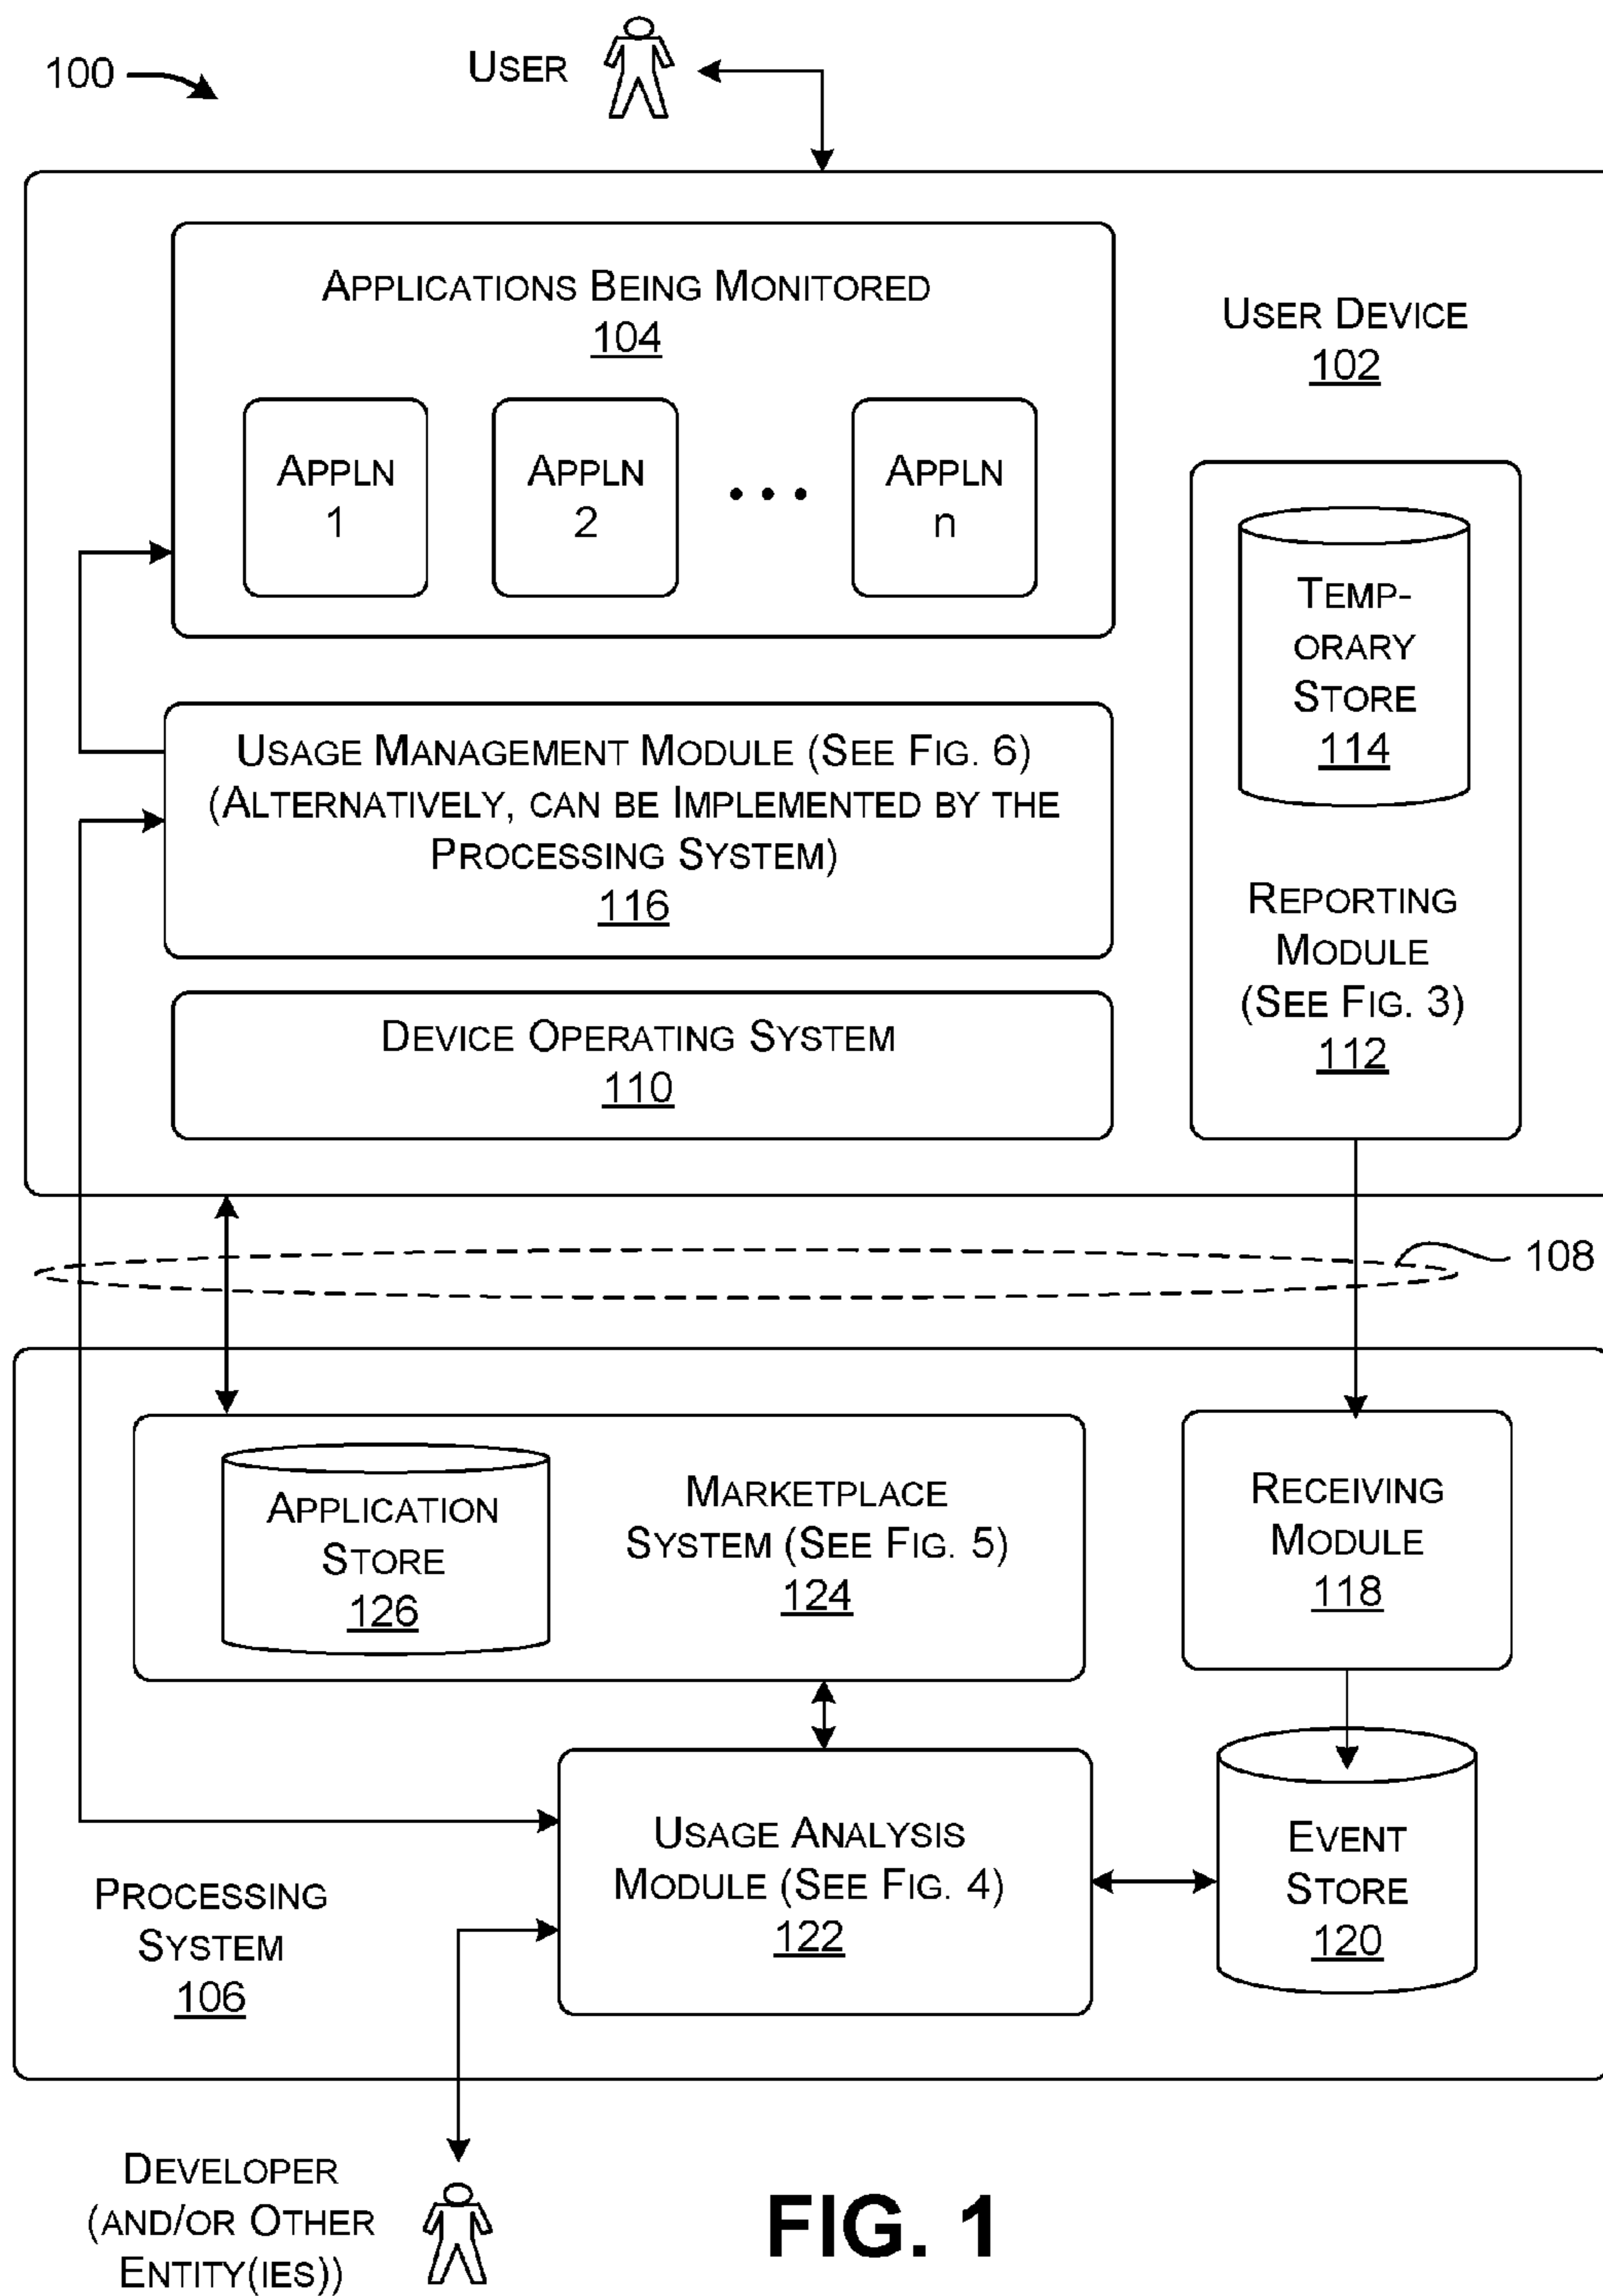 100
USER
APPLICATIONS BEING MONITORED
104
USER DEVICE
102
APPLN
1
APPLN
2
• • •
APPLN
n
TEMP-
ORARY
STORE
114
USAGE MANAGEMENT MODULE (SEE FIG. 6)
(ALTERNATIVELY, CAN BE IMPLEMENTED BY THE
PROCESSING SYSTEM)
116
REPORTING
MODULE
(SEE FIG. 3)
112
DEVICE OPERATING SYSTEM
110
108
APPLICATION
STORE
126
MARKETPLACE
SYSTEM (SEE FIG. 5)
124
RECEIVING
MODULE
118
USAGE ANALYSIS
MODULE (SEE FIG. 4)
122
EVENT
STORE
120
PROCESSING
SYSTEM
106
DEVELOPER
(AND/OR OTHER
ENTITY(IES))
FIG. 1